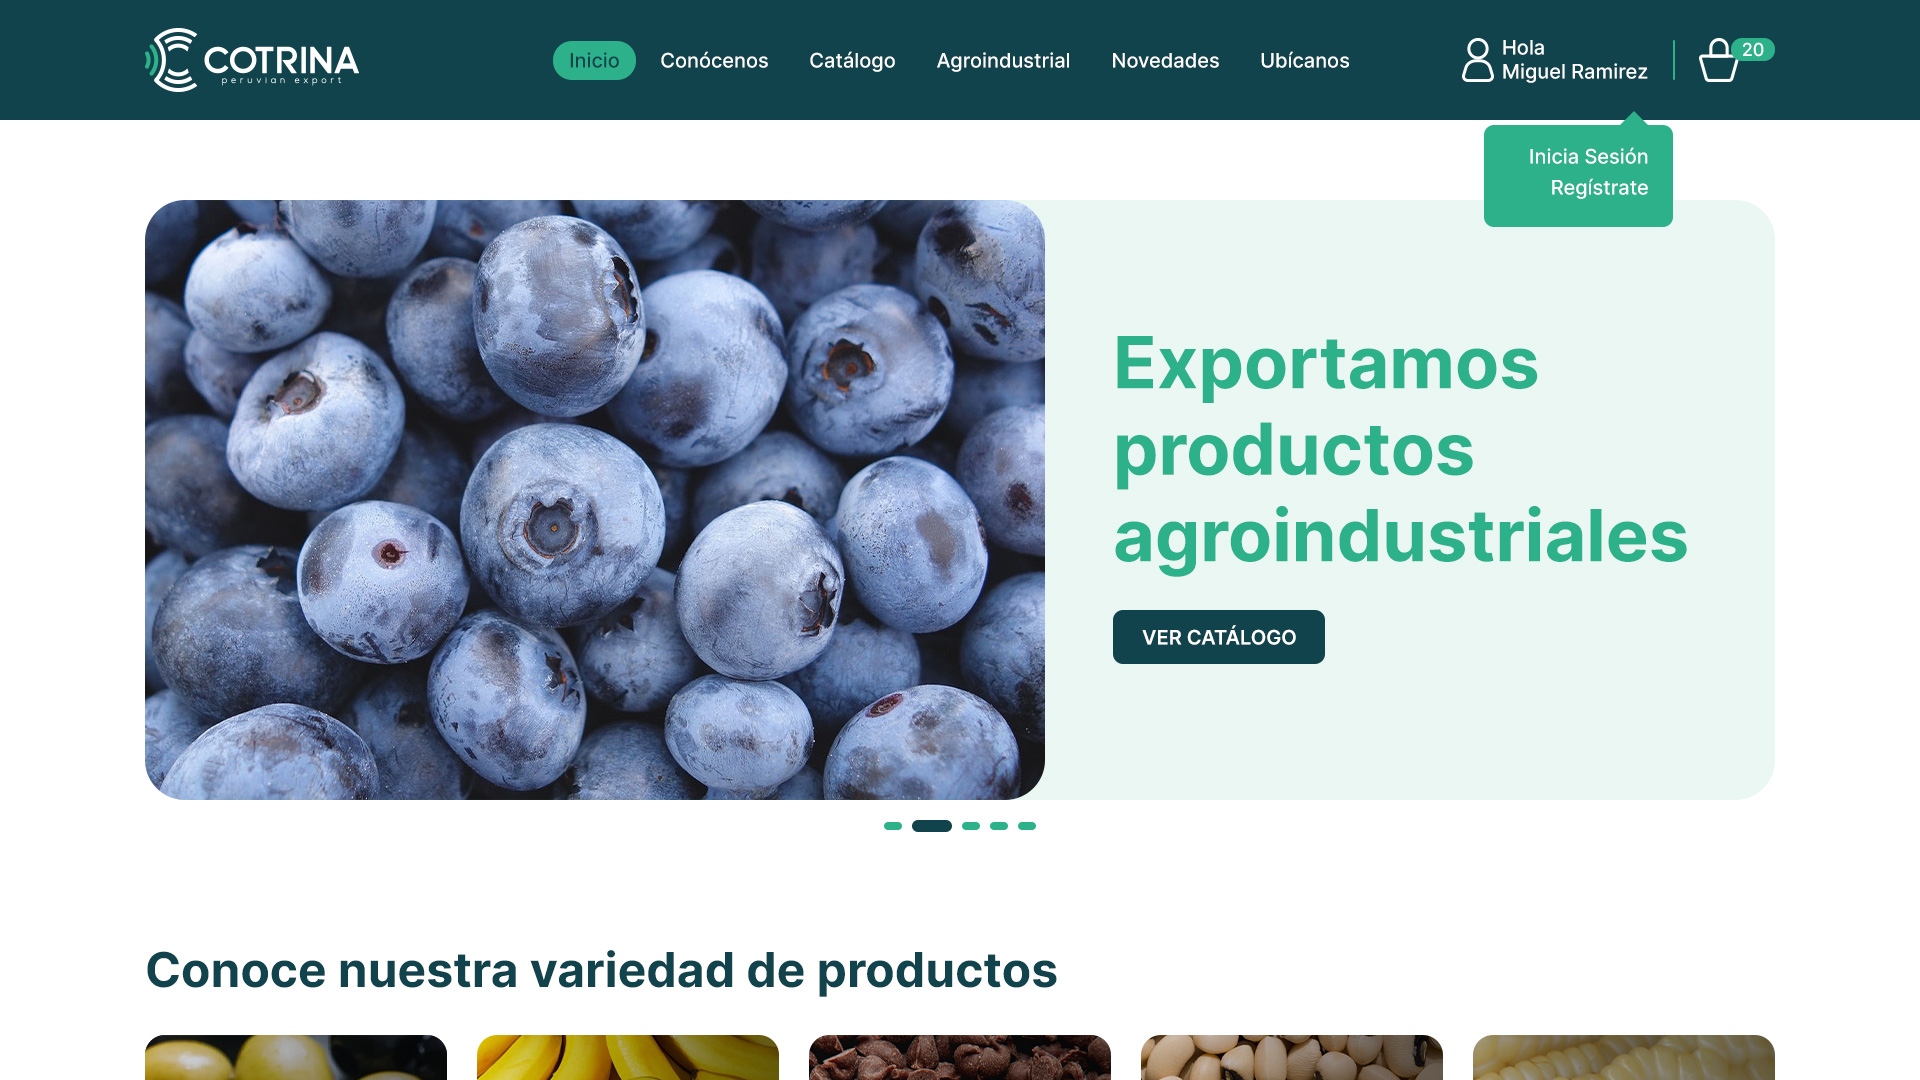 COTRINA
peruvian export
Inicio
Conócenos
Catálogo
Agroindustrial
Novedades
Ubícanos
Hola
Miguel Ramirez
20
Inicia Sesión
Regístrate
Exportamos
productos
agroindustriales
VER CATÁLOGO
Conoce nuestra variedad de productos